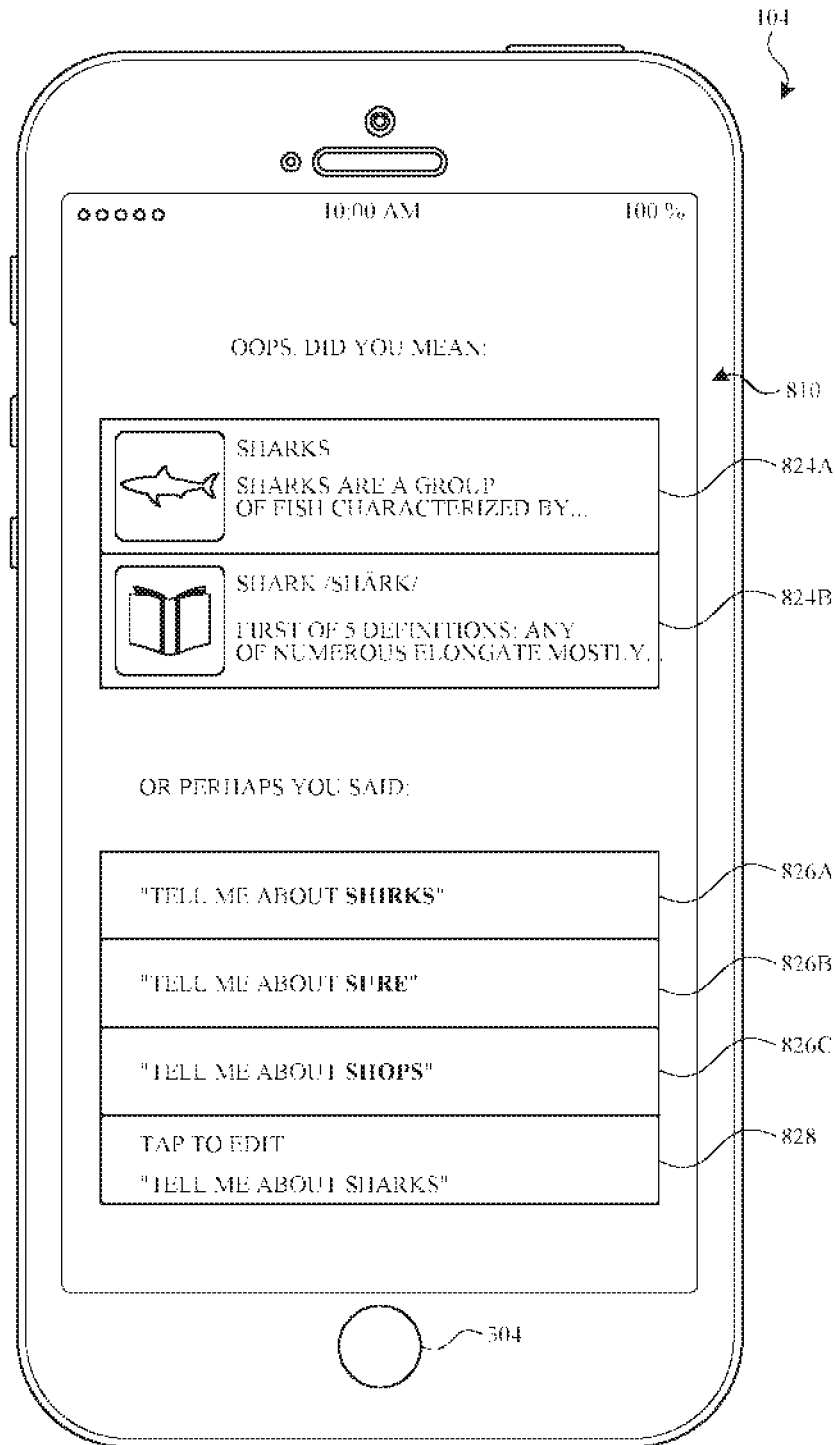 104
10:00 AM 100 %
OOPS, DID YOU MEAN:
810
SHARKS
824A
SHARKS ARE A GROUP
OF FISH CHARACTERIZED BY...
SHARK /SHÄRK/
824B
FIRST OF 5 DEFINITIONS: ANY
OF NUMEROUS ELONGATE MOSTLY...
OR PERHAPS YOU SAID:
"TELL ME ABOUT SHIRKS"
826A
"TELL ME ABOUT SURE"
826B
"TELL ME ABOUT SHOPS"
826C
TAP TO EDIT
828
"TELL ME ABOUT SHARKS"
304